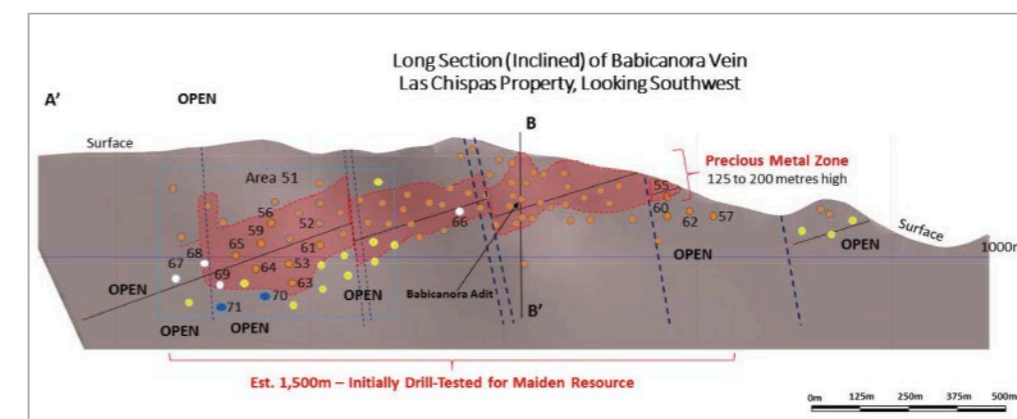 Long Section (Inclined) of Babicanora Vein
Las Chispas Property, Looking Southwest
A'
OPEN
B
Surface
Precious Metal Zone
125 to 200 metres high
Area 51
55
56
52
60
62
57
59
66
Surface
65
61
OPEN
OPEN
1000m
68
53
67
69
64
63
OPEN
70
OPEN
Babicanora Adit
71
B'
OPEN
OPEN
Est. 1,500m – Initially Drill-Tested for Maiden Resource
0m 125m 250m 375m 500m